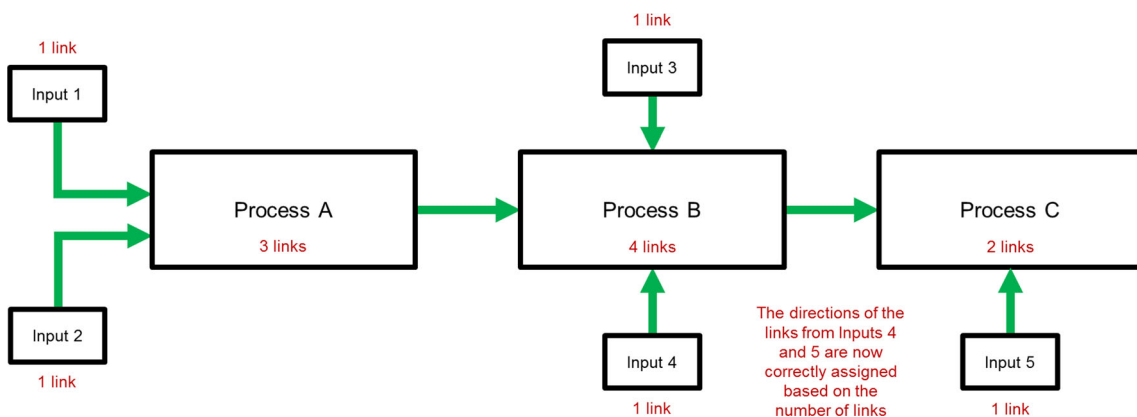 1 link
Input 1
1 link
Input 3
Process A
3 links
Process B
4 links
Process C
2 links
Input 2
1 link
Input 4
1 link
The directions of the
links from Inputs 4
and 5 are now
correctly assigned
based on the
number of links
Input 5
1 link